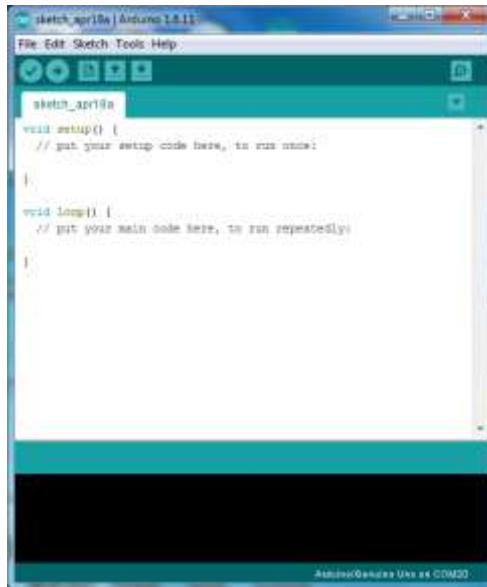 sketch_apr18a | Arduino 1.6.11
File Edit Sketch Tools Help
sketch_apr18a
void setup() {
// put your setup code here, to run once:
}
void loop() {
// put your main code here, to run repeatedly:
}
Arduino/Genuino Uno on COM20